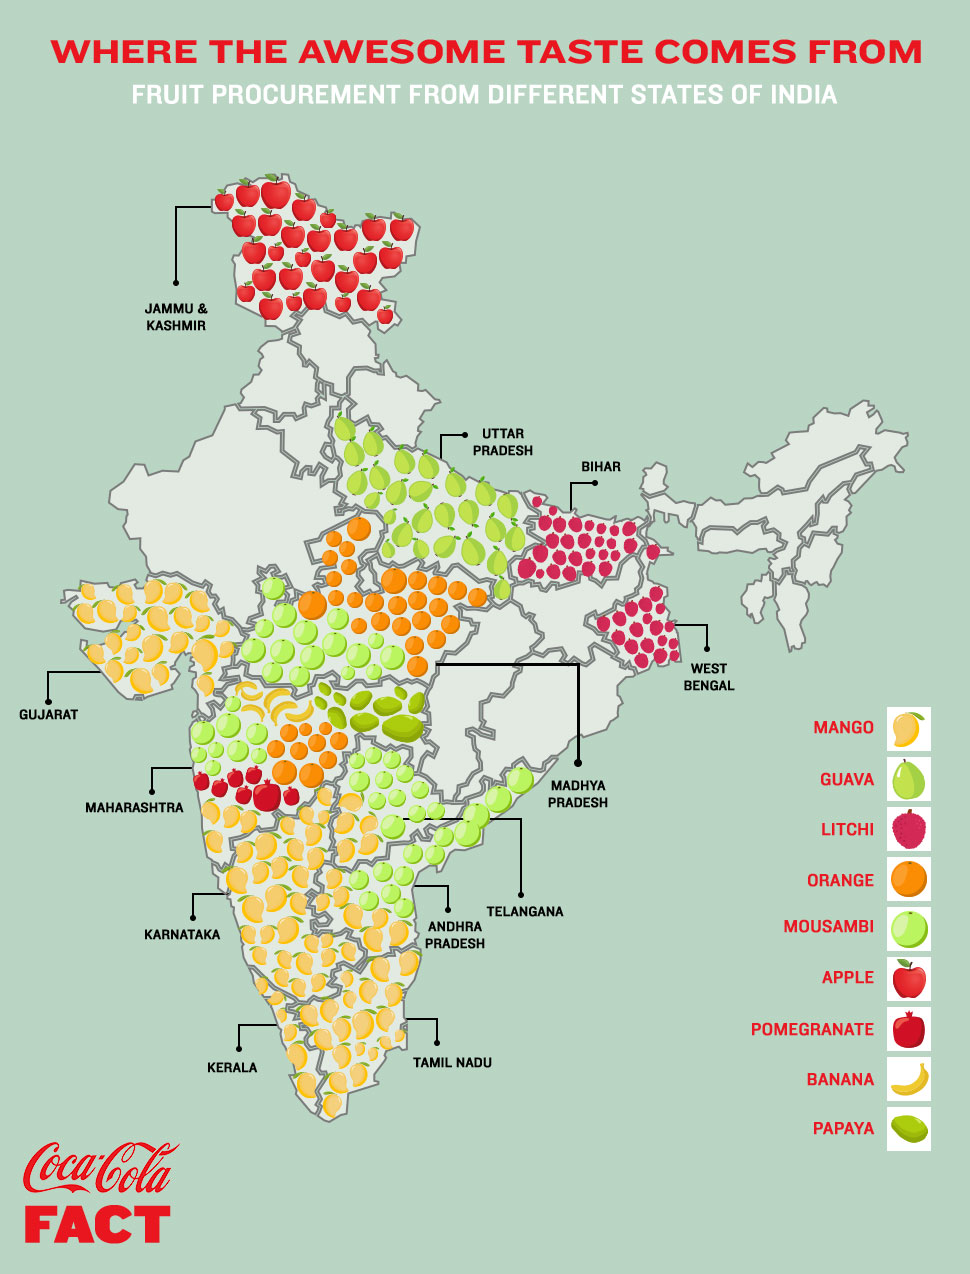 WHERE THE AWESOME TASTE COMES FROM
FRUIT PROCUREMENT FROM DIFFERENT STATES OF INDIA
JAMMU &
KASHMIR
UTTAR
PRADESH
BIHAR
WEST
BENGAL
GUJARAT
MADHYA
PRADESH
MAHARASHTRA
TELANGANA
ANDHRA
PRADESH
KARNATAKA
KERALA
TAMIL NADU
MANGO
GUAVA
LITCHI
ORANGE
MOUSAMBI
APPLE
POMEGRANATE
BANANA
PAPAYA
Coca-Cola
FACT